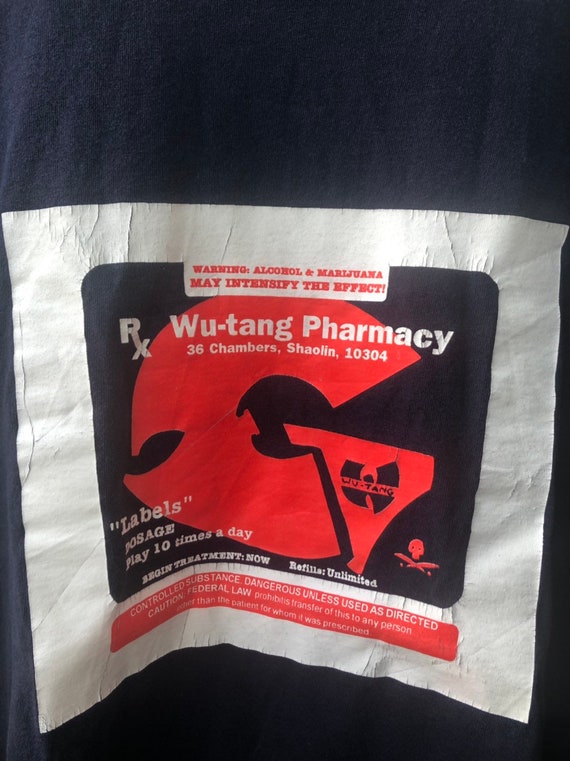 WARNING: ALCOHOL & MARIJUANA
MAY INTENSIFY THE EFFECT!
Rx Wu-tang Pharmacy
36 Chambers, Shaolin, 10304
WU-TANG
"Labels"
DOSAGE
Play 10 times a day
BEGIN TREATMENT: NOW Refills: Unlimited
CONTROLLED SUBSTANCE. DANGEROUS UNLESS USED AS DIRECTED
CAUTION. FEDERAL LAW prohibits transfer of this to any person
other than the patient for whom it was prescribed